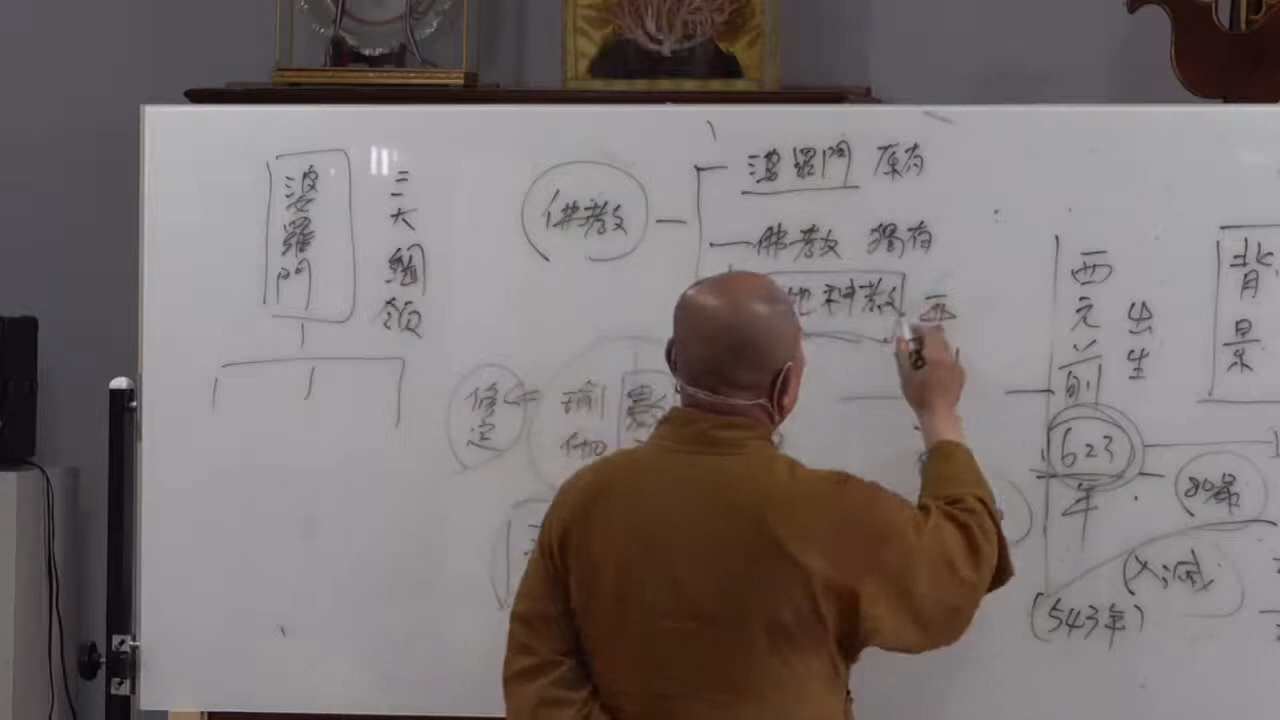 婆羅門
三大綱領
佛教
婆羅門 原有
佛教 獨有
他科教
修定
瑜伽
西元前
623
年
出生
背景
80歲
入滅
(543年)